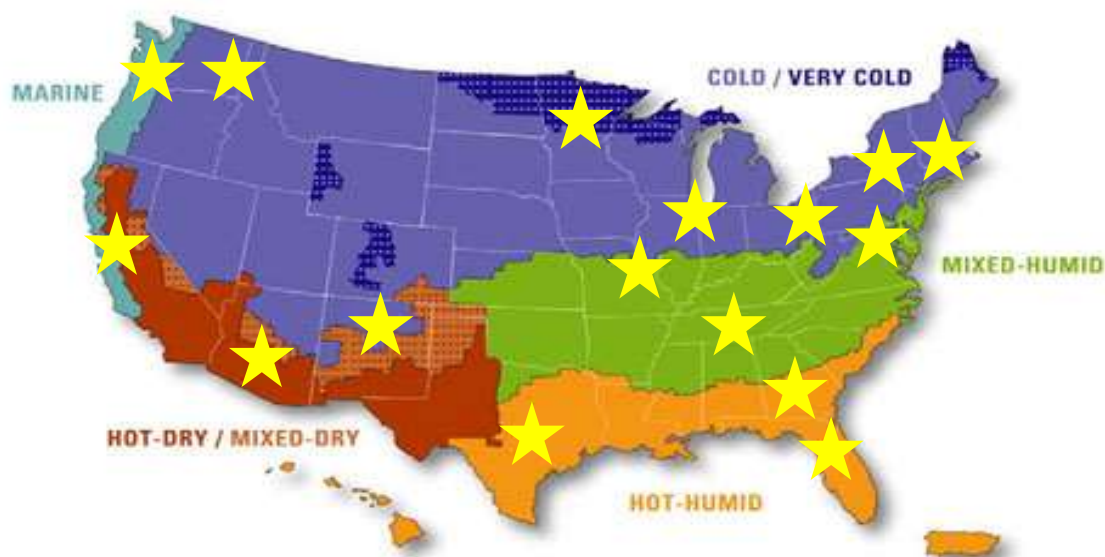 COLD / VERY COLD
MARINE
MIXED-HUMID
HOT-DRY / MIXED-DRY
HOT-HUMID